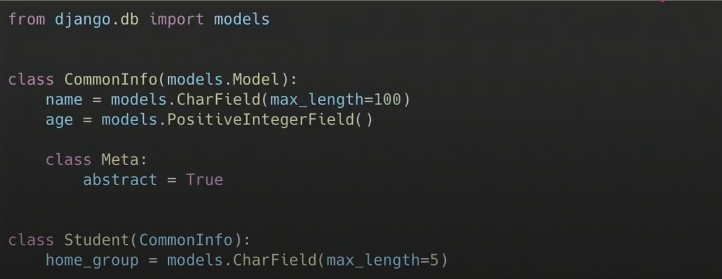 from django.db import models
class CommonInfo(models.Model):
    name = models.CharField(max_length=100)
    age = models.PositiveIntegerField()
    class Meta:
        abstract = True
class Student(CommonInfo):
    home_group = models.CharField(max_length=5)